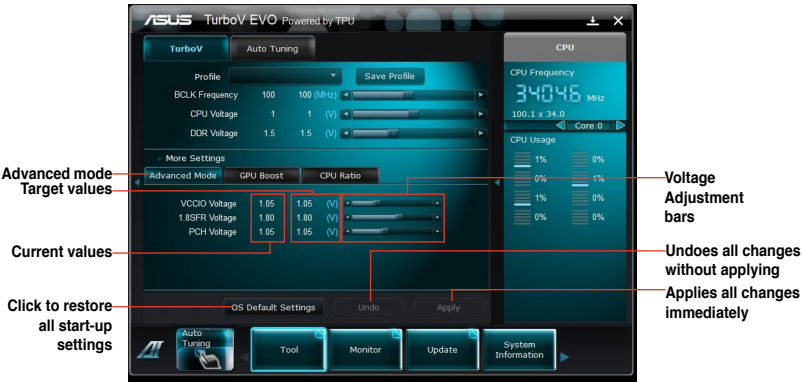 ASUS TurboV EVO Powered by TPU
TurboV
Auto Tuning
Profile
Save Profile
BCLK Frequency 100 100 (MHz)
CPU Voltage 1 1 (V)
DDR Voltage 1.5 1.5 (V)
More Settings
Advanced Mode
GPU Boost
CPU Ratio
VCCIO Voltage 1.05 1.05 (V)
1.8SFR Voltage 1.80 1.80 (V)
PCH Voltage 1.05 1.05 (V)
OS Default Settings
Undo
Apply
CPU
CPU Frequency
3404.6 MHz
100.1 x 34.0
Core 0
CPU Usage
1% 0%
0% 1%
1% 0%
0% 0%
Auto
Tuning
Tool
Monitor
Update
System
Information
Advanced mode
Target values
Current values
Click to restore
all start-up
settings
Voltage
Adjustment
bars
Undoes all changes
without applying
Applies all changes
immediately